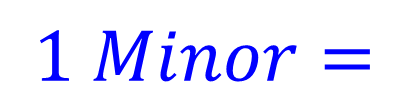 1 Minor =